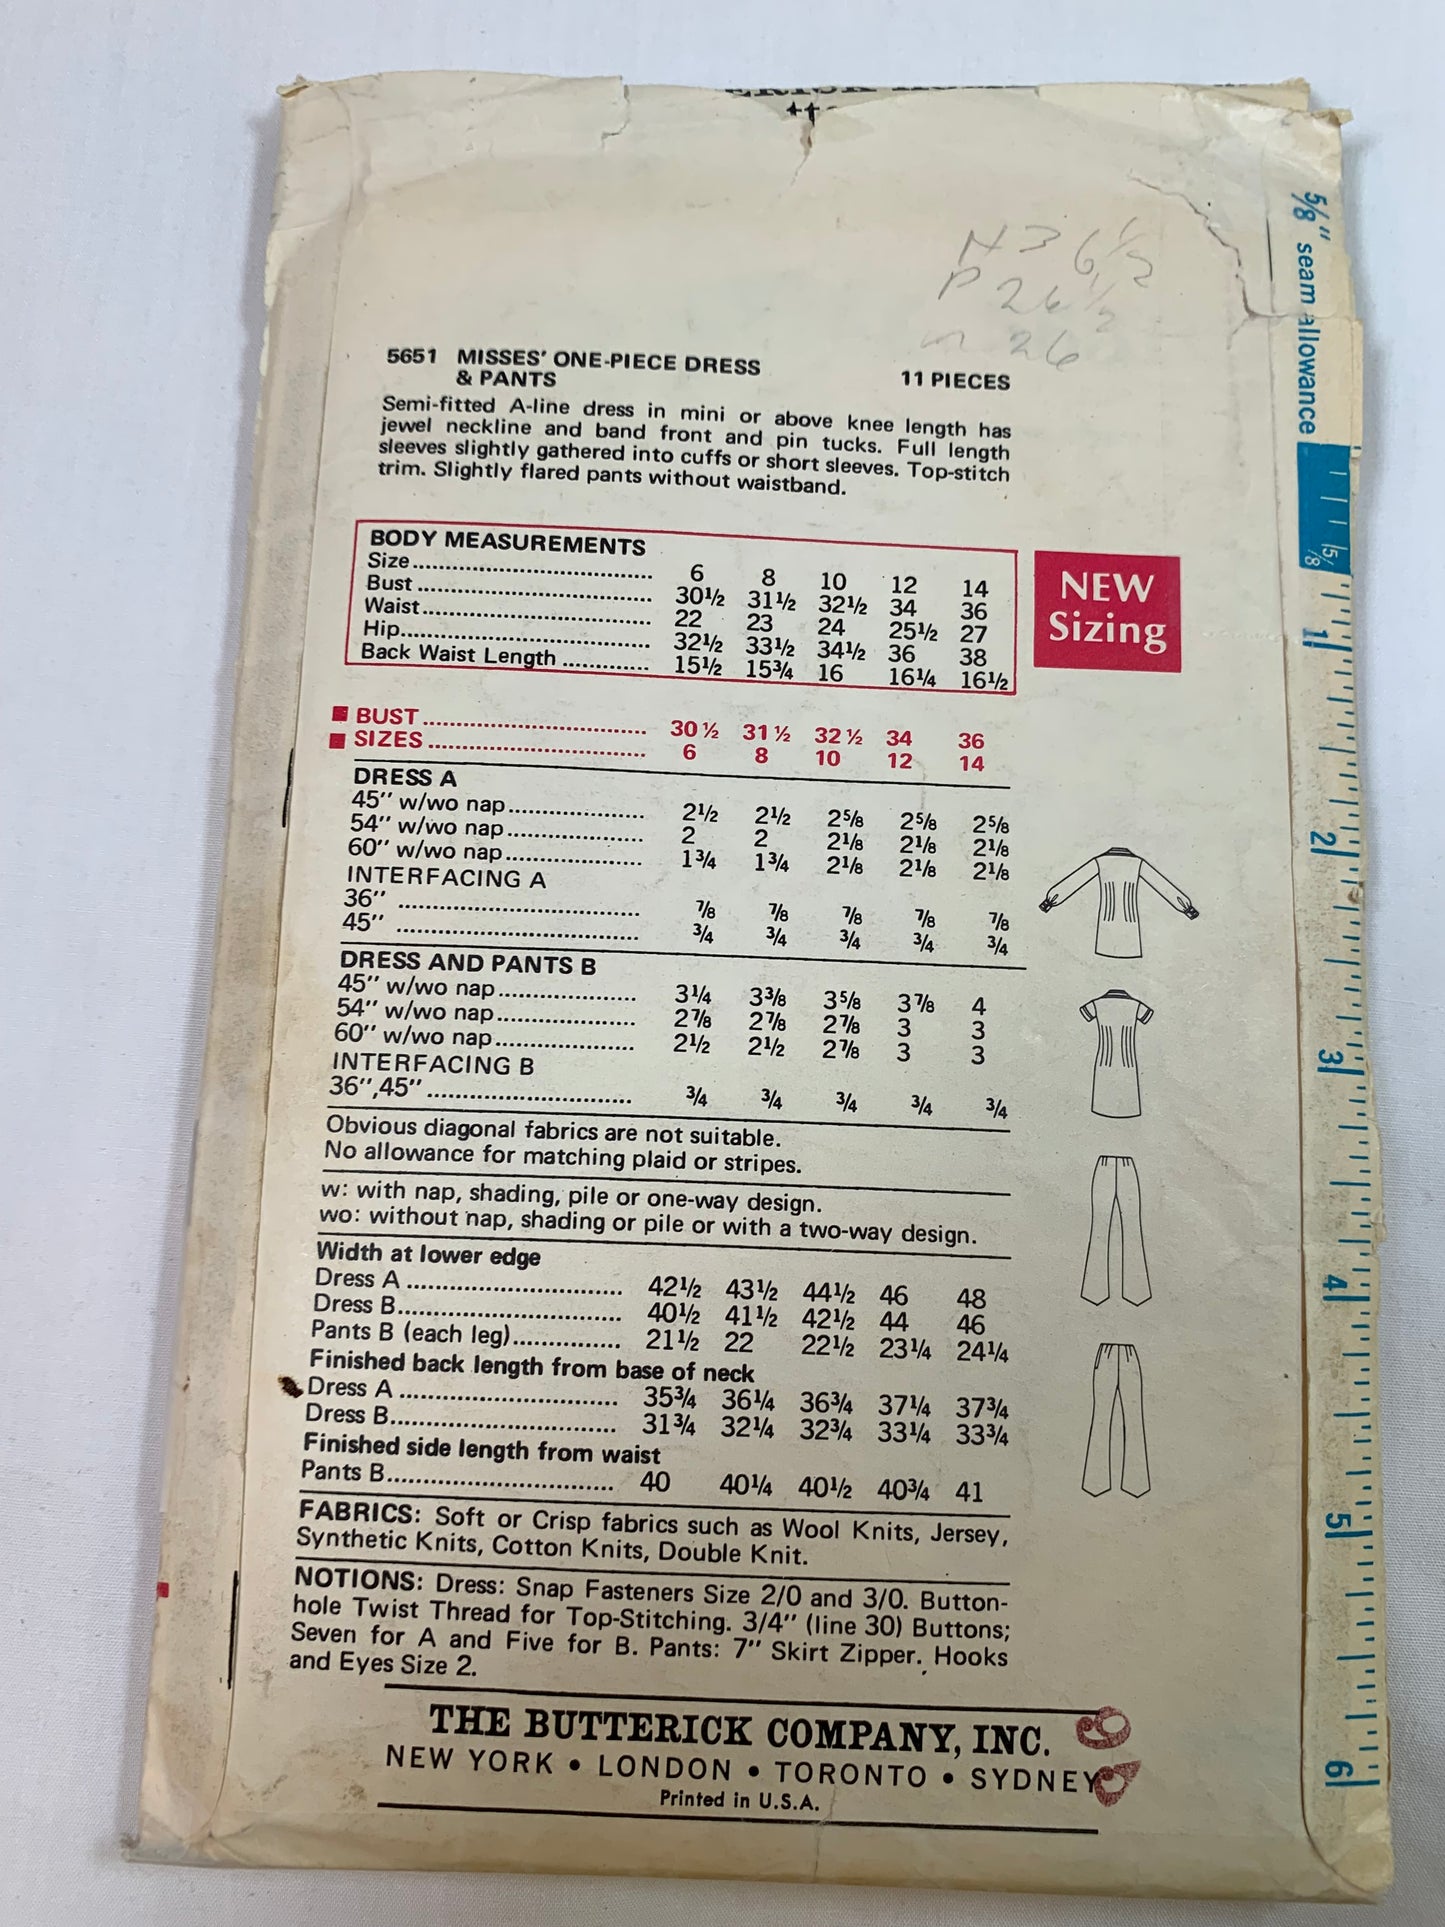 5/8" seam allowance
H 36 1/2
P 26 1/2
26
5651 MISSES' ONE-PIECE DRESS
& PANTS 11 PIECES
Semi-fitted A-line dress in mini or above knee length has
jewel neckline and band front and pin tucks. Full length
sleeves slightly gathered into cuffs or short sleeves. Top-stitch
trim. Slightly flared pants without waistband.
BODY MEASUREMENTS
Size 6 8 10 12 14
Bust 30½ 31½ 32½ 34 36
Waist 22 23 24 25½ 27
Hip 32½ 33½ 34½ 36 38
Back Waist Length 15½ 15¾ 16 16¼ 16½
NEW
Sizing
BUST 30½ 31½ 32½ 34 36
SIZES 6 8 10 12 14
DRESS A
45" w/wo nap 2½ 2½ 2⅝ 2⅝ 2⅝
54" w/wo nap 2 2 2⅛ 2⅛ 2⅛
60" w/wo nap 1¾ 1¾ 2⅛ 2⅛ 2⅛
INTERFACING A
36" ⅞ ⅞ ⅞ ⅞ ⅞
45" ¾ ¾ ¾ ¾ ¾
DRESS AND PANTS B
45" w/wo nap 3¼ 3⅜ 3⅝ 3⅞ 4
54" w/wo nap 2⅞ 2⅞ 2⅞ 3 3
60" w/wo nap 2½ 2½ 2⅞ 3 3
INTERFACING B
36",45" ¾ ¾ ¾ ¾ ¾
Obvious diagonal fabrics are not suitable.
No allowance for matching plaid or stripes.
w: with nap, shading, pile or one-way design.
wo: without nap, shading or pile or with a two-way design.
Width at lower edge
Dress A 42½ 43½ 44½ 46 48
Dress B 40½ 41½ 42½ 44 46
Pants B (each leg) 21½ 22 22½ 23¼ 24¼
Finished back length from base of neck
Dress A 35¾ 36¼ 36¾ 37¼ 37¾
Dress B 31¾ 32¼ 32¾ 33¼ 33¾
Finished side length from waist
Pants B 40 40¼ 40½ 40¾ 41
FABRICS: Soft or Crisp fabrics such as Wool Knits, Jersey,
Synthetic Knits, Cotton Knits, Double Knit.
NOTIONS: Dress: Snap Fasteners Size 2/0 and 3/0. Button-
hole Twist Thread for Top-Stitching. 3/4" (line 30) Buttons;
Seven for A and Five for B. Pants: 7" Skirt Zipper. Hooks
and Eyes Size 2.
THE BUTTERICK COMPANY, INC.
NEW YORK • LONDON • TORONTO • SYDNEY
Printed in U.S.A.
5/8
1
2
3
4
5
6